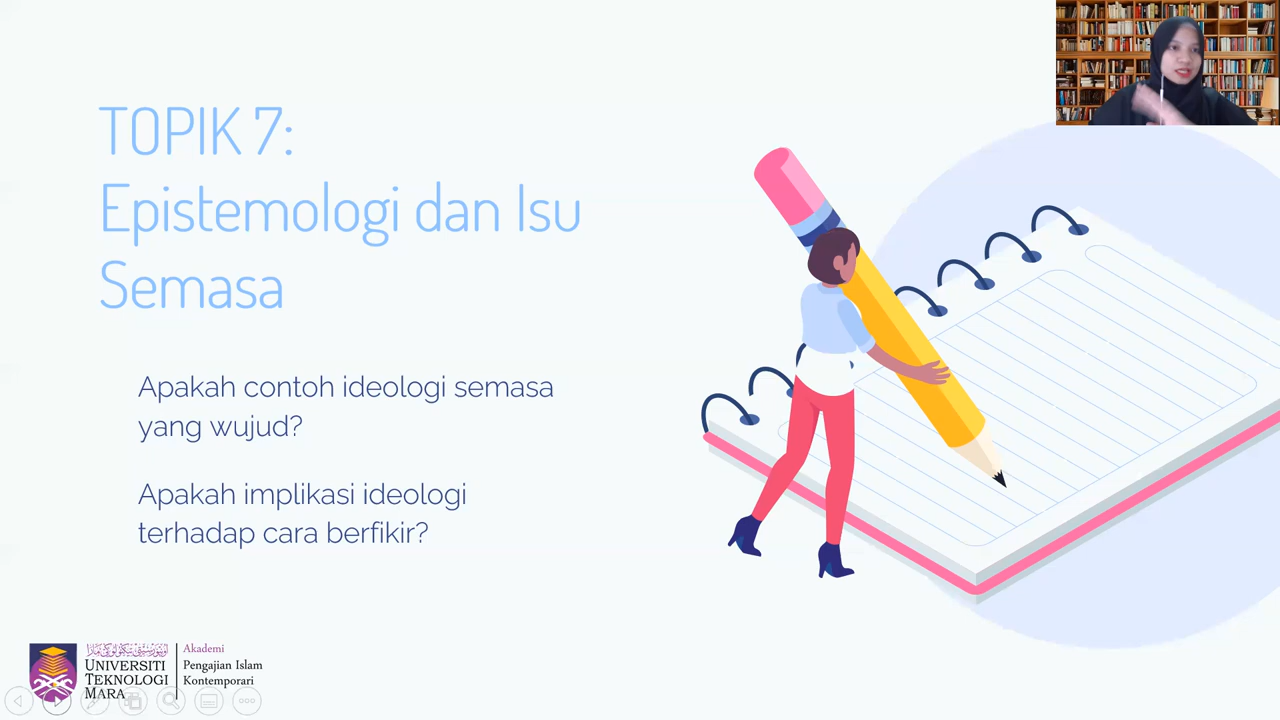 TOPIK 7:
Epistemologi dan Isu
Semasa
Apakah contoh ideologi semasa
yang wujud?
Apakah implikasi ideologi
terhadap cara berfikir?
UNIVERSITI
TEKNOLOGI
MARA
Akademi
Pengajian Islam
Kontemporari